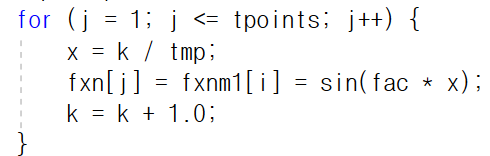 for (j = 1; j <= tpoints; j++) {
x = k / tmp;
fxn[j] = fxnm1[i] = sin(fac * x);
k = k + 1.0;
}